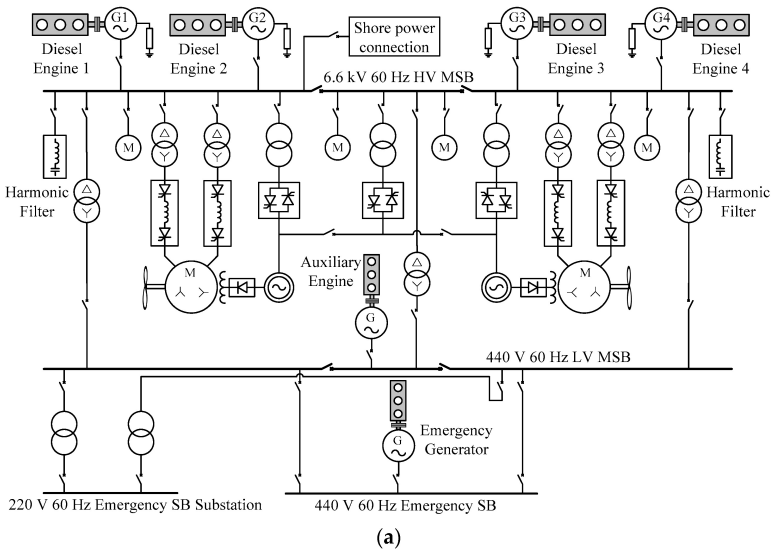 G1
G2
G3
G4
Diesel
Engine 1
Diesel
Engine 2
Shore power
connection
Diesel
Engine 3
Diesel
Engine 4
6.6 kV 60 Hz HV MSB
M
M
M
M
Harmonic
Filter
Harmonic
Filter
Auxiliary
Engine
M
M
G
440 V 60 Hz LV MSB
Emergency
Generator
G
220 V 60 Hz Emergency SB Substation
440 V 60 Hz Emergency SB
(a)